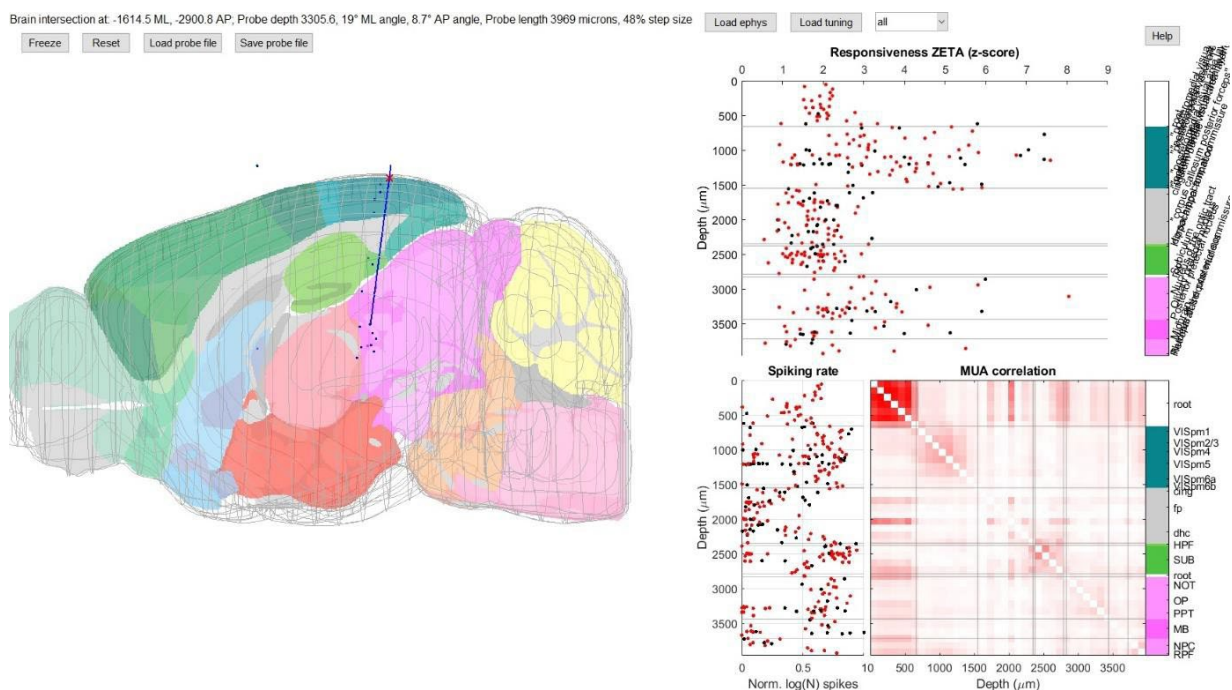 Brain intersection at: -1614.5 ML, -2900.8 AP; Probe depth 3305.6, 19° ML angle, 8.7° AP angle, Probe length 3969 microns, 48% step size
Load ephys
Load tuning
all
Freeze
Reset
Load probe file
Save probe file
Help
Responsiveness ZETA (z-score)
0 1 2 3 4 5 6 7 8 9
0
500
1000
1500
2000
2500
3000
3500
Depth (μm)
Spiking rate
MUA correlation
0
500
1000
1500
2000
2500
3000
3500
Depth (μm)
root
VISpm1
VISpm2/3
VISpm4
VISpm5
VISpm6a
VISpm6b
cing
fp
dhc
HPF
SUB
root
NOT
OP
PPT
MB
NPC
RPF
0 0.5 10 500 1500 2500 3500
Norm. log(N) spikes
Depth (μm)